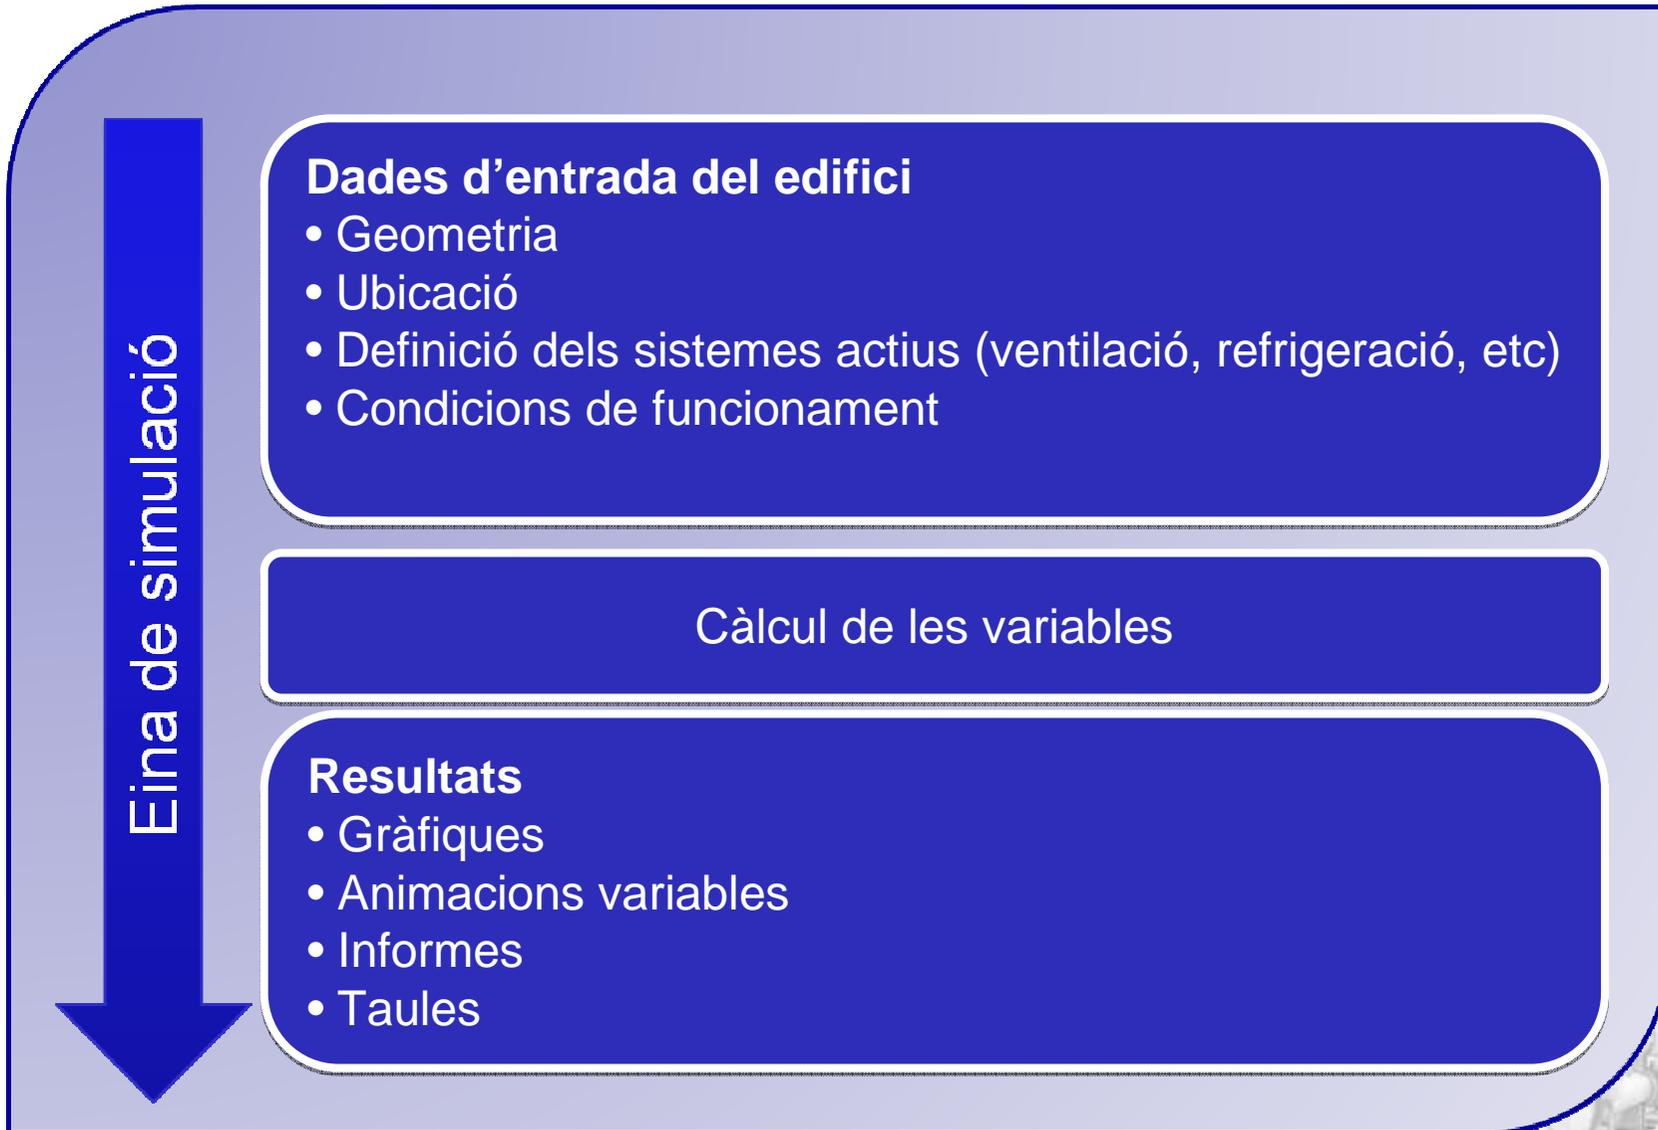 Eina de simulació
Dades d’entrada del edifici
• Geometria
• Ubicació
• Definició dels sistemes actius (ventilació, refrigeració, etc)
• Condicions de funcionament
Càlcul de les variables
Resultats
• Gràfiques
• Animacions variables
• Informes
• Taules